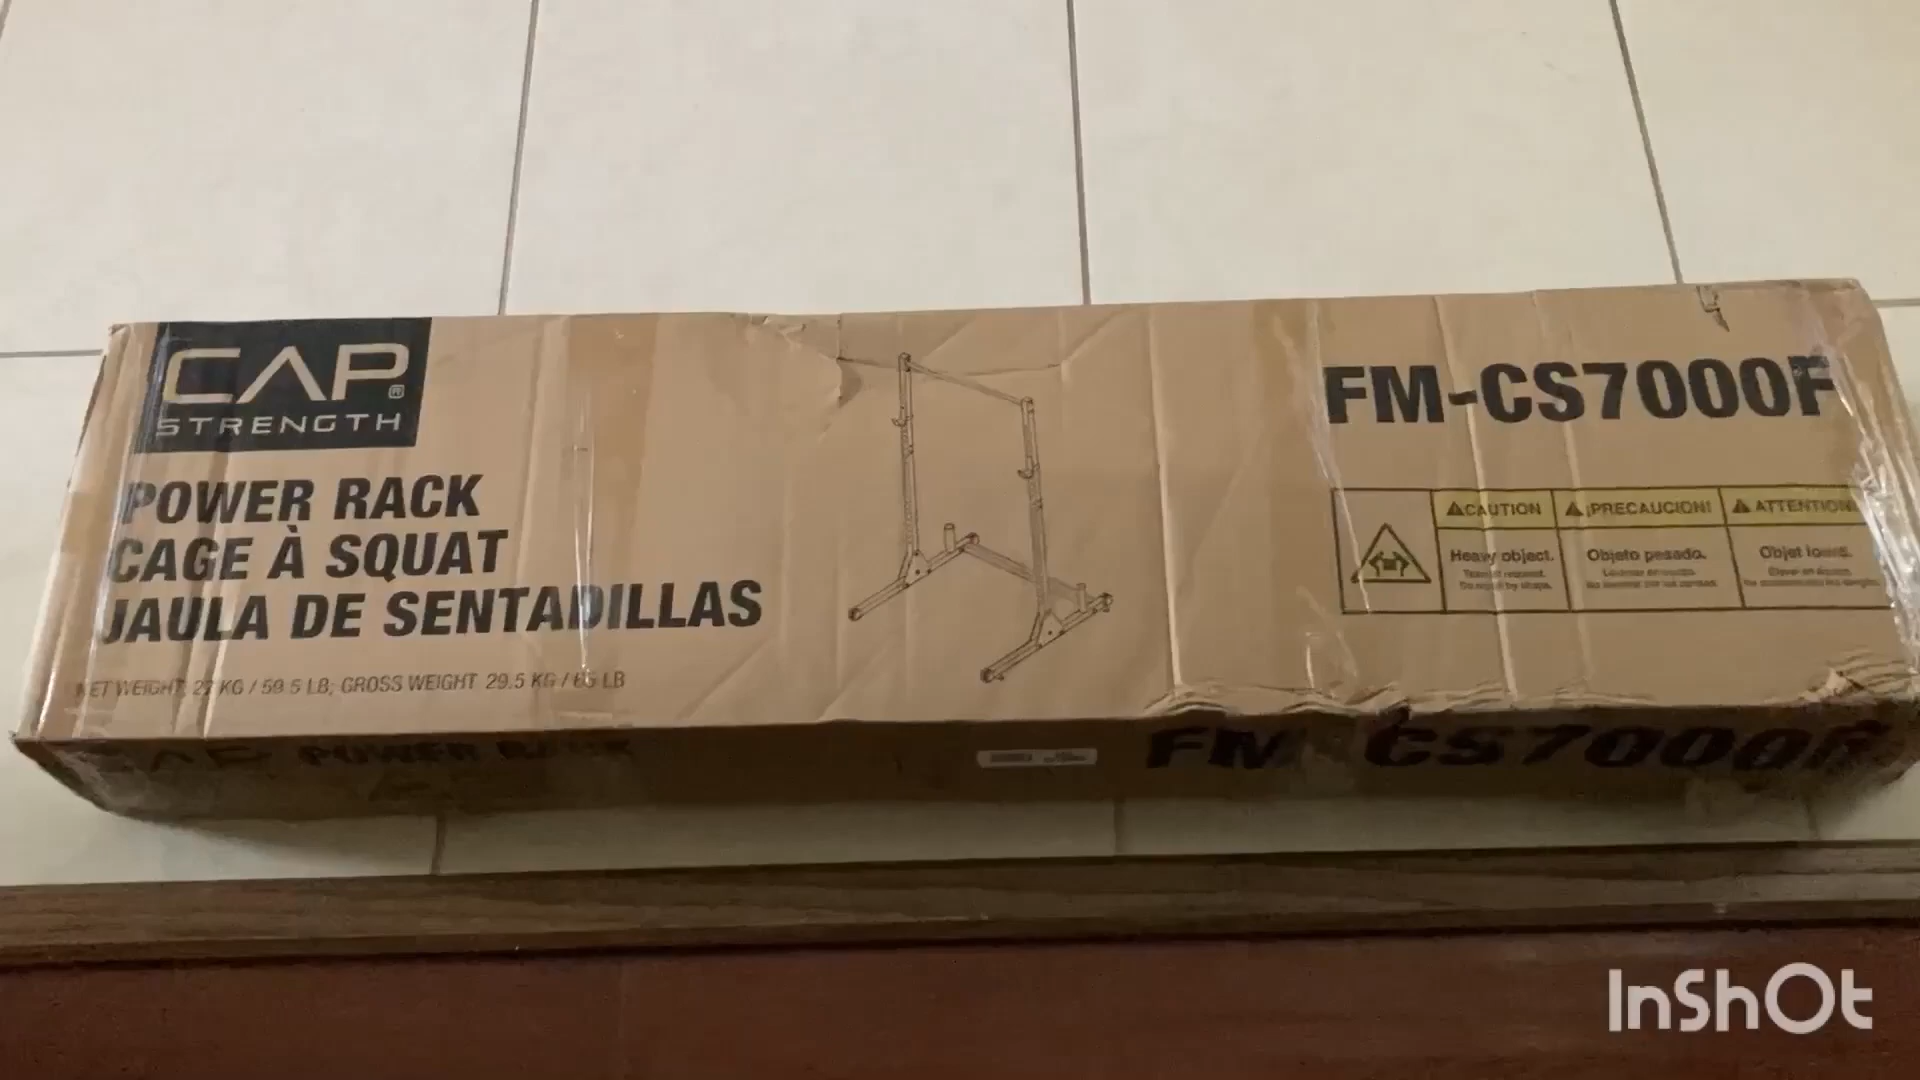 CAP®
STRENGTH
POWER RACK
CAGE À SQUAT
JAULA DE SENTADILLAS
NET WEIGHT: 27 KG / 59.5 LB; GROSS WEIGHT 29.5 KG / 65 LB
FM-CS7000F
⚠CAUTION
Heavy object.
⚠¡PRECAUCION!
Objeto pesado.
⚠ATTENTION!
Objet lourd.
CAP POWER RACK
FM-CS7000F
InShOt